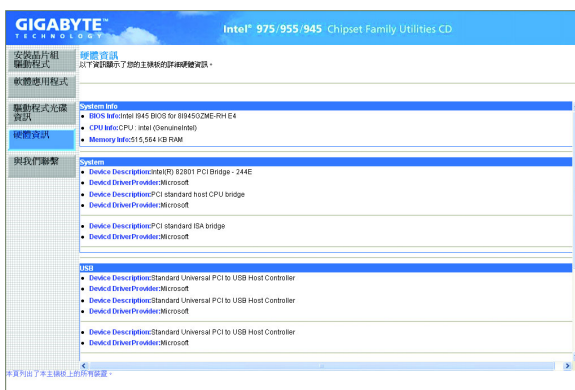 GIGABYTE™
TECHNOLOGY
Intel® 975/955/945 Chipset Family Utilities CD
安裝晶片組
驅動程式
軟體應用程式
驅動程式光碟
資訊
硬體資訊
與我們聯繫
硬體資訊
以下資訊顯示了您的主機板的詳細硬體資訊。
System Info
• BIOS Info:Intel I945 BIOS for 8I945GZME-RH E4
• CPU Info:CPU : intel (GenuineIntel)
• Memory Info:515,564 KB RAM
System
• Device Description:Intel(R) 82801 PCI Bridge - 244E
• Devicd DriverProvider:Microsoft
• Device Description:PCI standard host CPU bridge
• Devicd DriverProvider:Microsoft
• Device Description:PCI standard ISA bridge
• Devicd DriverProvider:Microsoft
USB
• Device Description:Standard Universal PCI to USB Host Controller
• Devicd DriverProvider:Microsoft
• Device Description:Standard Universal PCI to USB Host Controller
• Devicd DriverProvider:Microsoft
• Device Description:Standard Universal PCI to USB Host Controller
• Devicd DriverProvider:Microsoft
本頁列出了本主機板上的所有裝置。